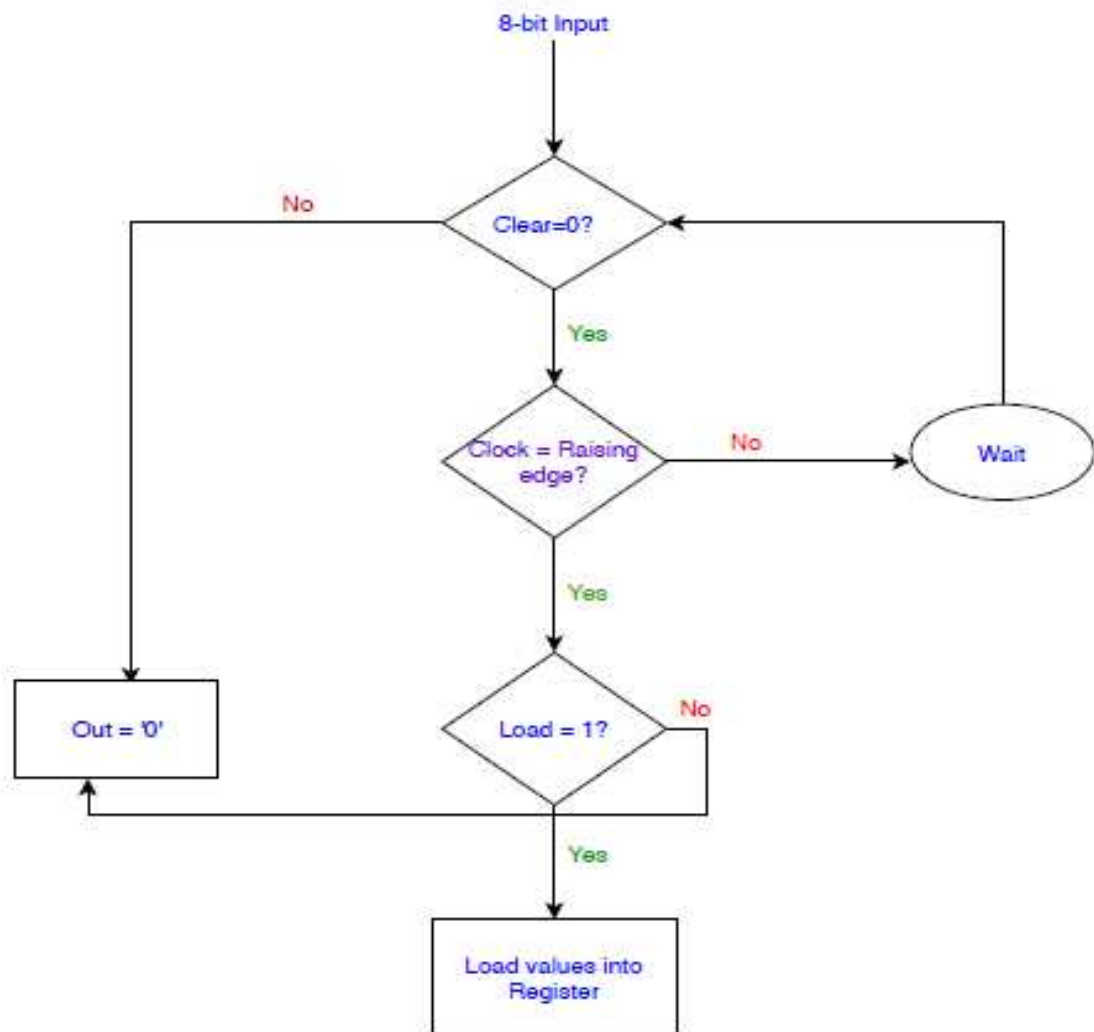 8-bit Input
No
Clear=0?
Yes
Clock = Raising
edge?
No
Wait
Yes
Out = '0'
Load = 1?
No
Yes
Load values into
Register